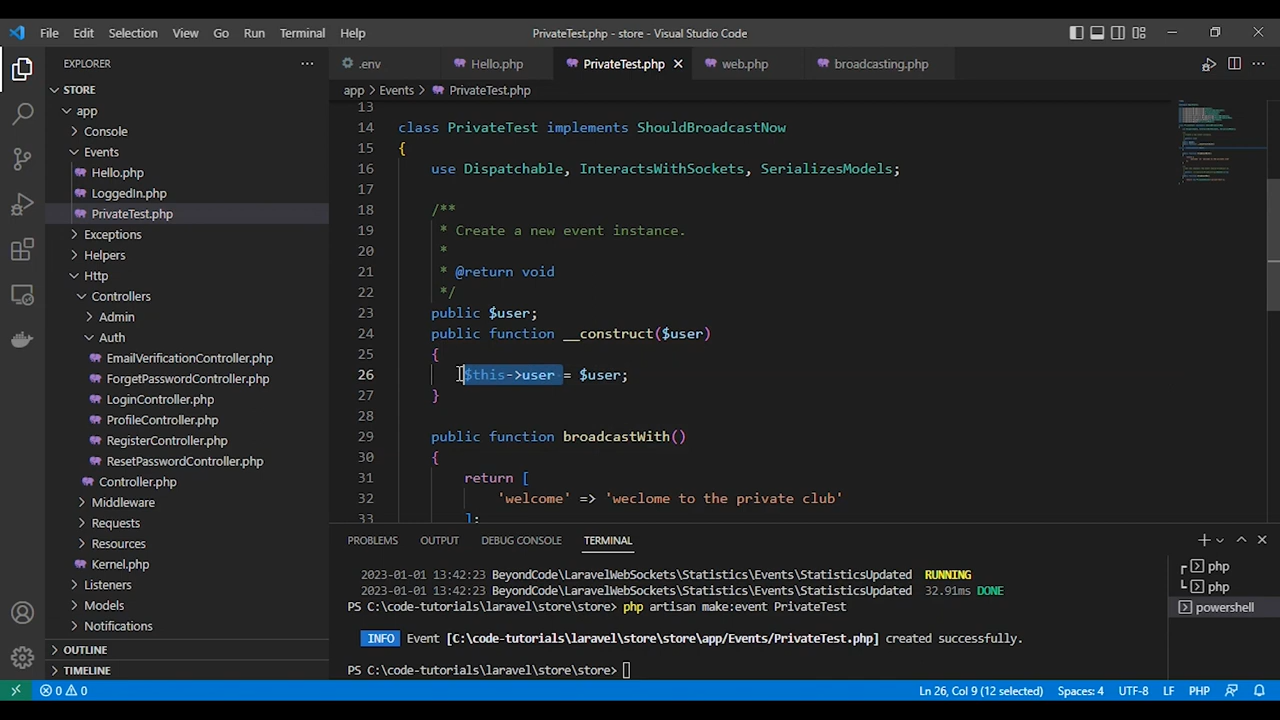 File Edit Selection View Go Run Terminal Help PrivateTest.php - store - Visual Studio Code
EXPLORER
.env Hello.php PrivateTest.php web.php broadcasting.php
STORE
app > Events > PrivateTest.php
app
Console
Events
Hello.php
LoggedIn.php
PrivateTest.php
Exceptions
Helpers
Http
Controllers
Admin
Auth
EmailVerificationController.php
ForgetPasswordController.php
LoginController.php
ProfileController.php
RegisterController.php
ResetPasswordController.php
Controller.php
Middleware
Requests
Resources
Kernel.php
Listeners
Models
Notifications
OUTLINE
TIMELINE
13
14 class PrivateTest implements ShouldBroadcastNow
15 {
16 use Dispatchable, InteractsWithSockets, SerializesModels;
17
18 /**
19 * Create a new event instance.
20 *
21 * @return void
22 */
23 public $user;
24 public function __construct($user)
25 {
26 $this->user = $user;
27 }
28
29 public function broadcastWith()
30 {
31 return [
32 'welcome' => 'weclome to the private club'
33 ];
PROBLEMS OUTPUT DEBUG CONSOLE TERMINAL
2023-01-01 13:42:23 BeyondCode\LaravelWebSockets\Statistics\Events\StatisticsUpdated RUNNING
2023-01-01 13:42:23 BeyondCode\LaravelWebSockets\Statistics\Events\StatisticsUpdated 32.91ms DONE
PS C:\code-tutorials\laravel\store\store> php artisan make:event PrivateTest
INFO Event [C:\code-tutorials\laravel\store\store\app/Events/PrivateTest.php] created successfully.
PS C:\code-tutorials\laravel\store\store>
php
php
powershell
0 0 Ln 26, Col 9 (12 selected) Spaces: 4 UTF-8 LF PHP